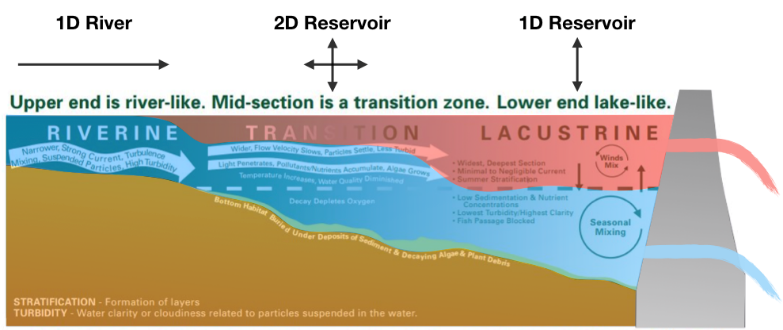 1D River
2D Reservoir
1D Reservoir
Upper end is river-like. Mid-section is a transition zone. Lower end lake-like.
RIVERINE
TRANSITION
LACUSTRINE
Narrower, Strong Current, Turbulence
Mixing, Suspended Particles, High Turbidity
Wider, Flow Velocity Slows, Particles Settle, Less Turbid
Light Penetrates, Pollutants/Nutrients Accumulate, Algae Grows
Temperature Increases, Water Quality Diminished
Decay Depletes Oxygen
Bottom Habitat Buried Under Deposits of Sediment & Decaying Algae & Plant Debris
• Widest, Deepest Section
• Minimal to Negligible Current
• Summer Stratification
Winds
Mix
• Low Sedimentation & Nutrient
Concentrations
• Lowest Turbidity/Highest Clarity
• Fish Passage Blocked
Seasonal
Mixing
STRATIFICATION - Formation of layers
TURBIDITY - Water clarity or cloudiness related to particles suspended in the water.